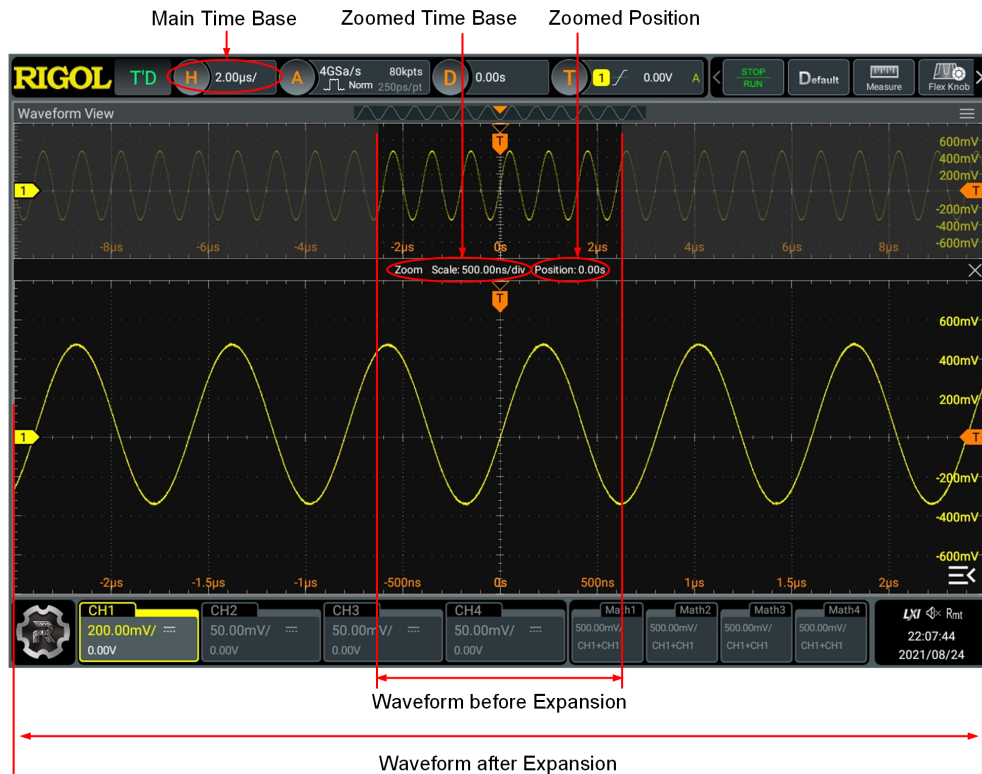 Main Time Base
Zoomed Time Base
Zoomed Position
RIGOL T'D H 2.00µs/ A 4GSa/s 80kpts D 0.00s T 1 0.00V A STOP Default Measure Flex Knob
Norm 250ps/pt RUN
Waveform View
T
600mV
400mV
200mV
1 T
-200mV
-400mV
-600mV
-8µs -6µs -4µs -2µs 0s 2µs 4µs 6µs 8µs
Zoom Scale: 500.00ns/div Position: 0.00s
T
600mV
400mV
200mV
1 T
-200mV
-400mV
-600mV
-2µs -1.5µs -1µs -500ns 0s 500ns 1µs 1.5µs 2µs
CH1 CH2 CH3 CH4 Math1 Math2 Math3 Math4
200.00mV/ 50.00mV/ 50.00mV/ 50.00mV/ 500.00mV/ 500.00mV/ 500.00mV/ 500.00mV/
0.00V 0.00V 0.00V 0.00V CH1+CH1 CH1+CH1 CH1+CH1 CH1+CH1
LXI Rmt
22:07:44
2021/08/24
Waveform before Expansion
Waveform after Expansion